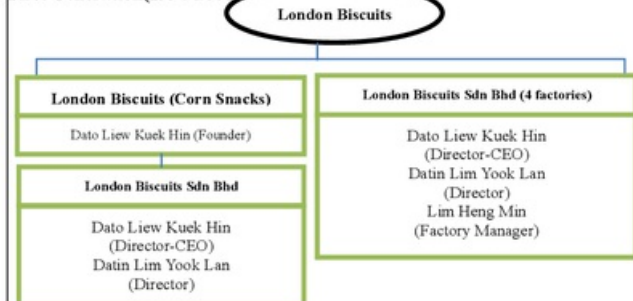 London Biscuits
London Biscuits (Corn Snacks)
Dato Liew Kuek Hin (Founder)
London Biscuits Sdn Bhd
Dato Liew Kuek Hin
(Director-CEO)
Datin Lim Yook Lan
(Director)
London Biscuits Sdn Bhd (4 factories)
Dato Liew Kuek Hin
(Director-CEO)
Datin Lim Yook Lan
(Director)
Lim Heng Min
(Factory Manager)